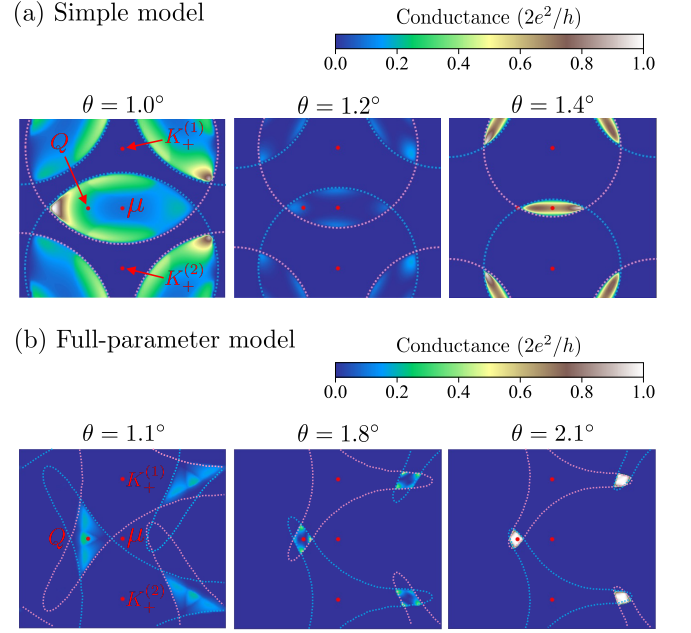 (a) Simple model
Conductance (2e²/h)
0.0 0.2 0.4 0.6 0.8 1.0
θ = 1.0° θ = 1.2° θ = 1.4°
Q K₊⁽¹⁾
μ
K₊⁽²⁾
(b) Full-parameter model
Conductance (2e²/h)
0.0 0.2 0.4 0.6 0.8 1.0
θ = 1.1° θ = 1.8° θ = 2.1°
K₊⁽¹⁾
Q μ
K₊⁽²⁾